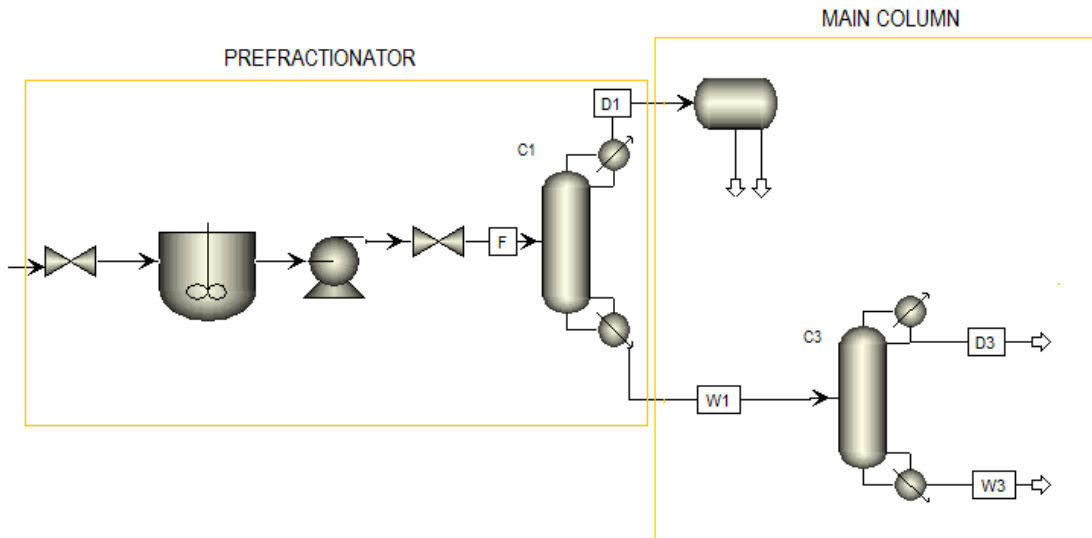 MAIN COLUMN
PREFRACTIONATOR
D1
C1
F
C3
D3
W1
W3